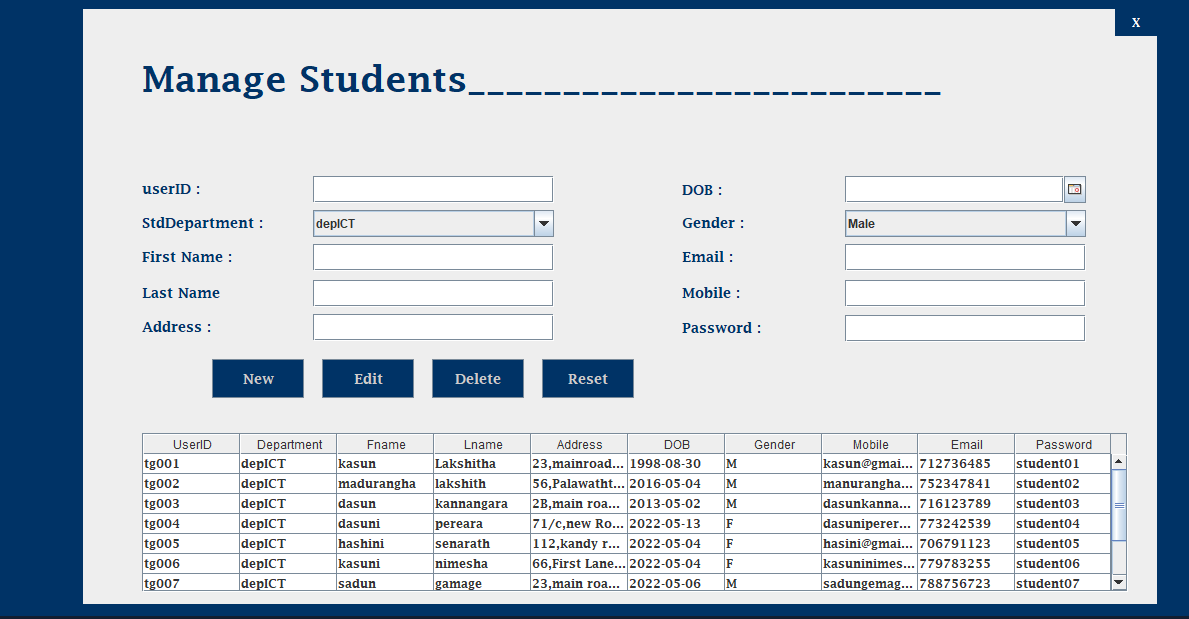 x
Manage Students_________________________
userID :
DOB :
StdDepartment :
depICT
Gender :
Male
First Name :
Email :
Last Name
Mobile :
Address :
Password :
New Edit Delete Reset
UserID Department Fname Lname Address DOB Gender Mobile Email Password
tg001 depICT kasun Lakshitha 23,mainroad... 1998-08-30 M kasun@gmai... 712736485 student01
tg002 depICT madurangha lakshith 56,Palawatht... 2016-05-04 M manurangha... 752347841 student02
tg003 depICT dasun kannangara 2B,main roa... 2013-05-02 M dasunkanna... 716123789 student03
tg004 depICT dasuni pereara 71/c,new Ro... 2022-05-13 F dasuniperer... 773242539 student04
tg005 depICT hashini senarath 112,kandy r... 2022-05-04 F hasini@gmai... 706791123 student05
tg006 depICT kasuni nimesha 66,First Lane... 2022-05-04 F kasuninimes... 779783255 student06
tg007 depICT sadun gamage 23,main roa... 2022-05-06 M sadungemag... 788756723 student07